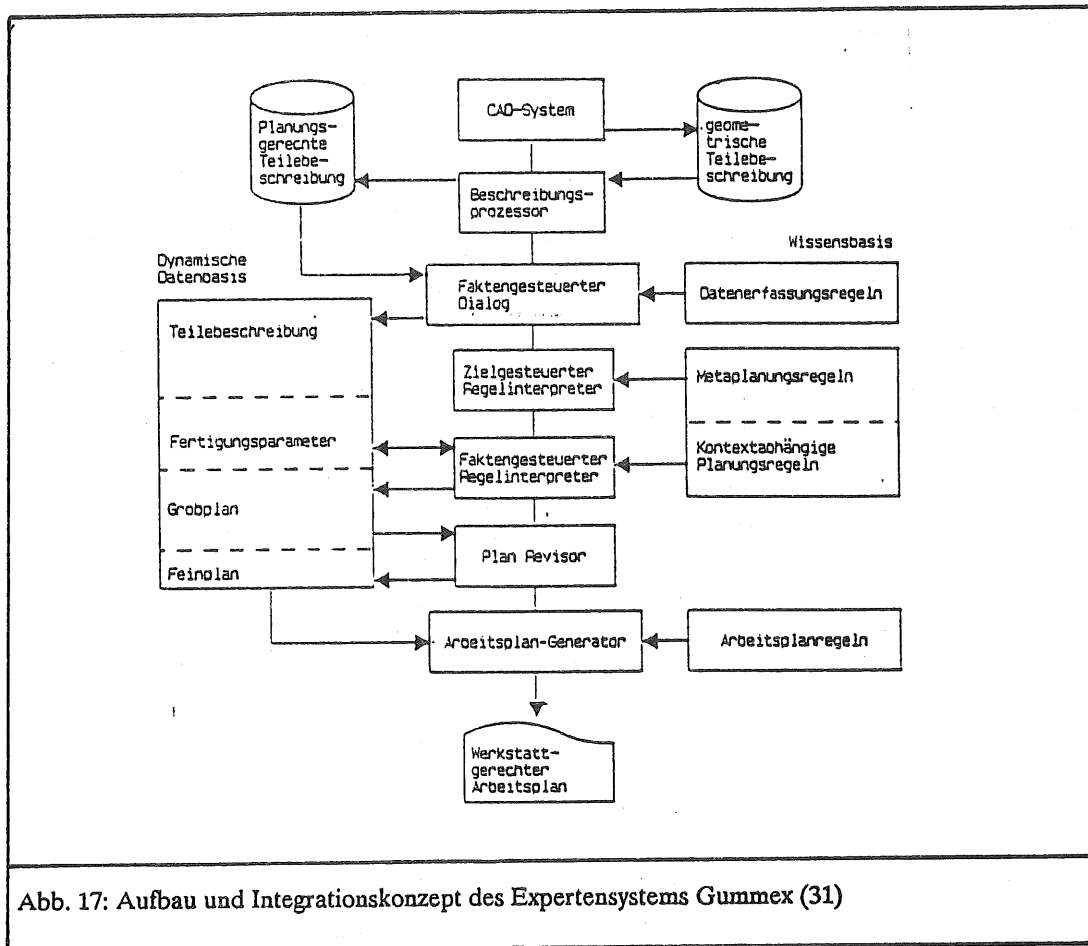 CAD-System
Planungs-
gerechte
Teilebe-
schreibung
geome-
trische
Teilebe-
schreibung
Beschreibungs-
prozessor
Wissensbasis
Dynamische
Datenbasis
Faktengesteuerter
Dialog
Datenerfassungsregeln
Teilebeschreibung
Zielgesteuerter
Regelinterpreter
Metaplanungsregeln
Fertigungsparameter
Faktengesteuerter
Regelinterpreter
Kontextabhängige
Planungsregeln
Grobplan
Plan Revisor
Feinplan
Arbeitsplan-Generator
Arbeitsplanregeln
Werkstatt-
gerechter
Arbeitsplan
Abb. 17: Aufbau und Integrationskonzept des Expertensystems Gummex (31)